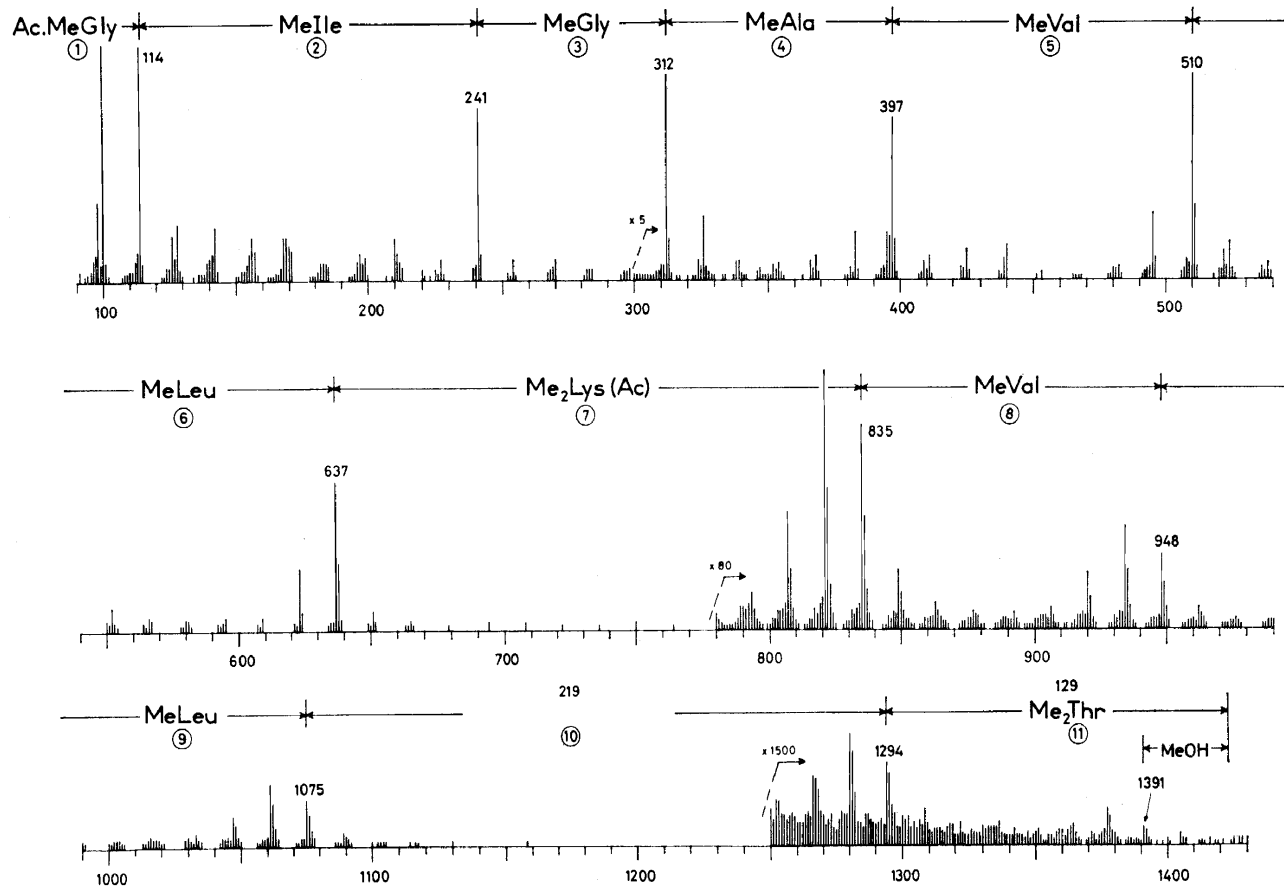 Ac.MeGly MeIle MeGly MeAla MeVal
① ② ③ ④ ⑤
114 241 312 397 510
x 5
100 200 300 400 500
MeLeu Me₂Lys (Ac) MeVal
⑥ ⑦ ⑧
637 835 948
x 80
600 700 800 900
219 129
MeLeu Me₂Thr
⑨ ⑩ ⑪
MeOH
x 1500
1075 1294 1391
1000 1100 1200 1300 1400